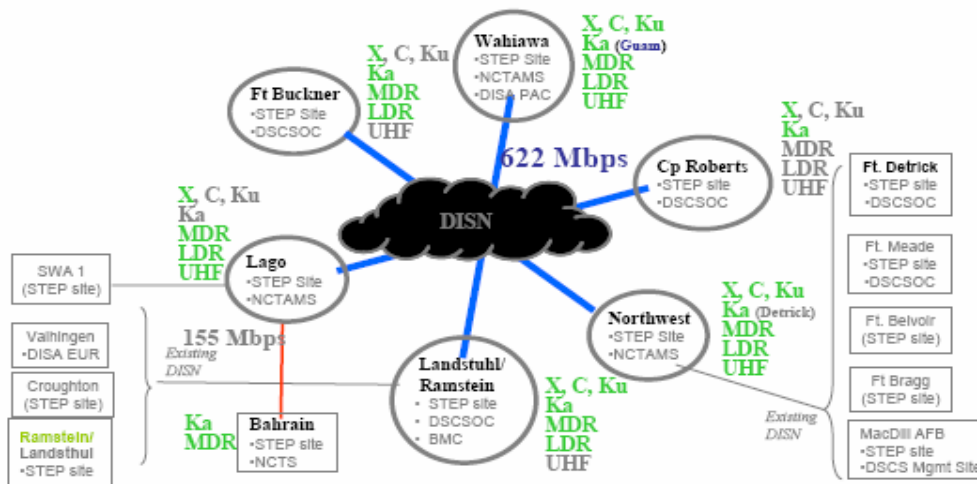 Wahiawa
•STEP Site
•NCTAMS
•DISA PAC
X, C, Ku
Ka (Guam)
MDR
LDR
UHF
Ft Buckner
•STEP Site
•DSCSOC
X, C, Ku
Ka
MDR
LDR
UHF
622 Mbps
Cp Roberts
•STEP site
•DSCSOC
X, C, Ku
Ka
MDR
LDR
UHF
Ft. Detrick
•STEP site
•DSCSOC
Ft. Meade
•STEP site
•DSCSOC
Ft. Belvoir
(STEP site)
Ft Bragg
(STEP site)
MacDill AFB
•STEP site
•DSCS Mgmt Site
DISN
X, C, Ku
Ka
MDR
LDR
UHF
Lago
•STEP Site
•NCTAMS
SWA 1
(STEP site)
Vaihingen
•DISA EUR
Croughton
(STEP site)
Ramstein/
Landsthul
•STEP site
155 Mbps
Existing
DISN
Ka
MDR
Bahrain
•STEP site
•NCTS
Landstuhl/
Ramstein
• STEP site
• DSCSOC
• BMC
X, C, Ku
Ka
MDR
LDR
UHF
Northwest
•STEP Site
•NCTAMS
X, C, Ku
Ka (Detrick)
MDR
LDR
UHF
Existing
DISN